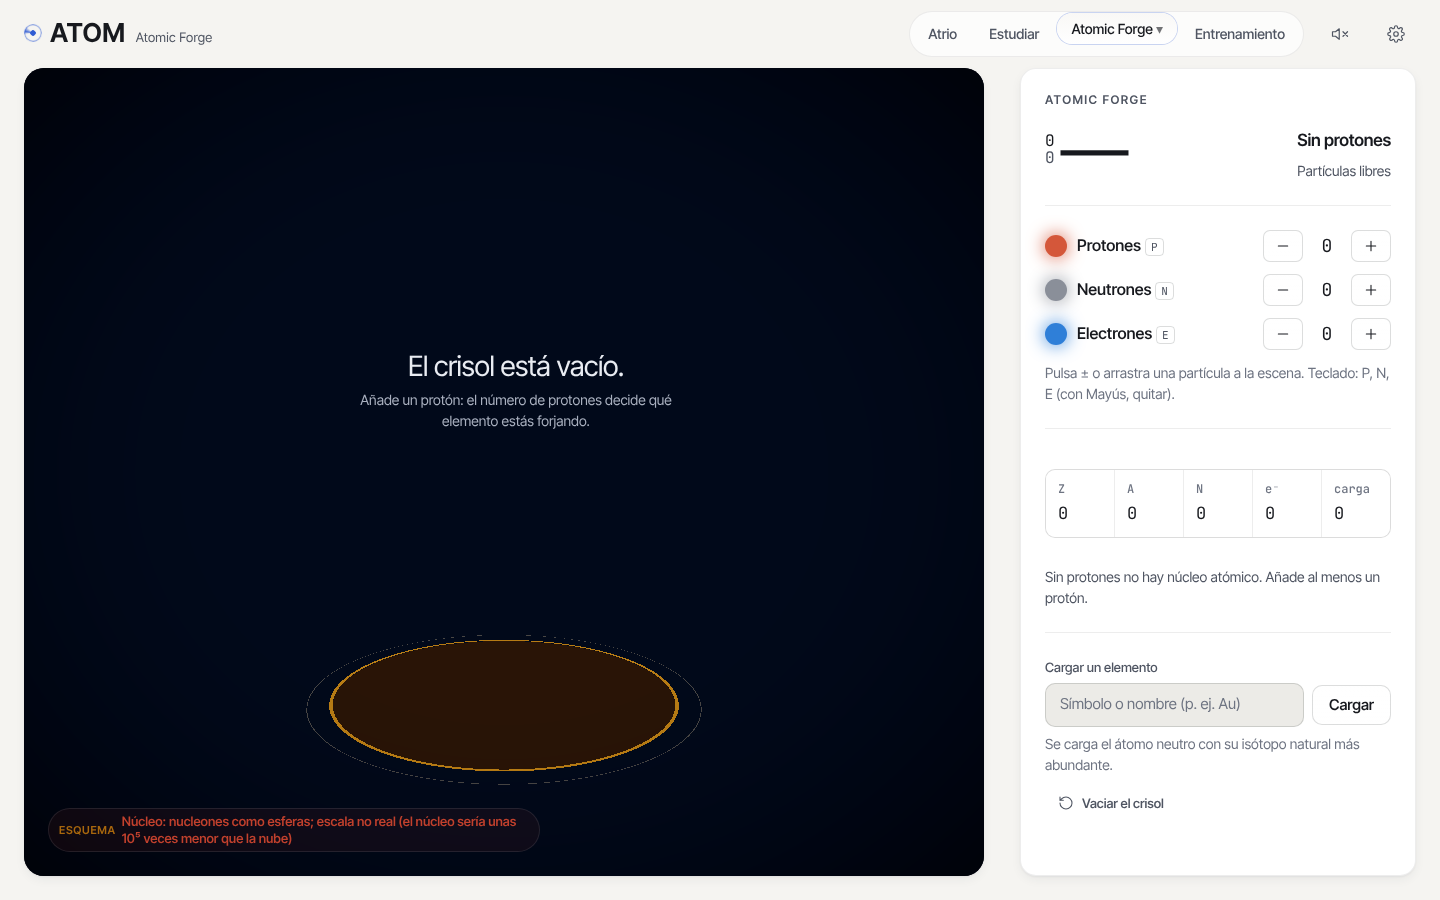 ATOM Atomic Forge
Atrio Estudiar Atomic Forge ▾ Entrenamiento
El crisol está vacío.
Añade un protón: el número de protones decide qué
elemento estás forjando.
ESQUEMA Núcleo: nucleones como esferas; escala no real (el núcleo sería unas
10⁵ veces menor que la nube)
ATOMIC FORGE
0
0
Sin protones
Partículas libres
Protones P − 0 +
Neutrones N − 0 +
Electrones E − 0 +
Pulsa ± o arrastra una partícula a la escena. Teclado: P, N,
E (con Mayús, quitar).
Z A N e⁻ carga
0 0 0 0 0
Sin protones no hay núcleo atómico. Añade al menos un
protón.
Cargar un elemento
Símbolo o nombre (p. ej. Au) Cargar
Se carga el átomo neutro con su isótopo natural más
abundante.
Vaciar el crisol